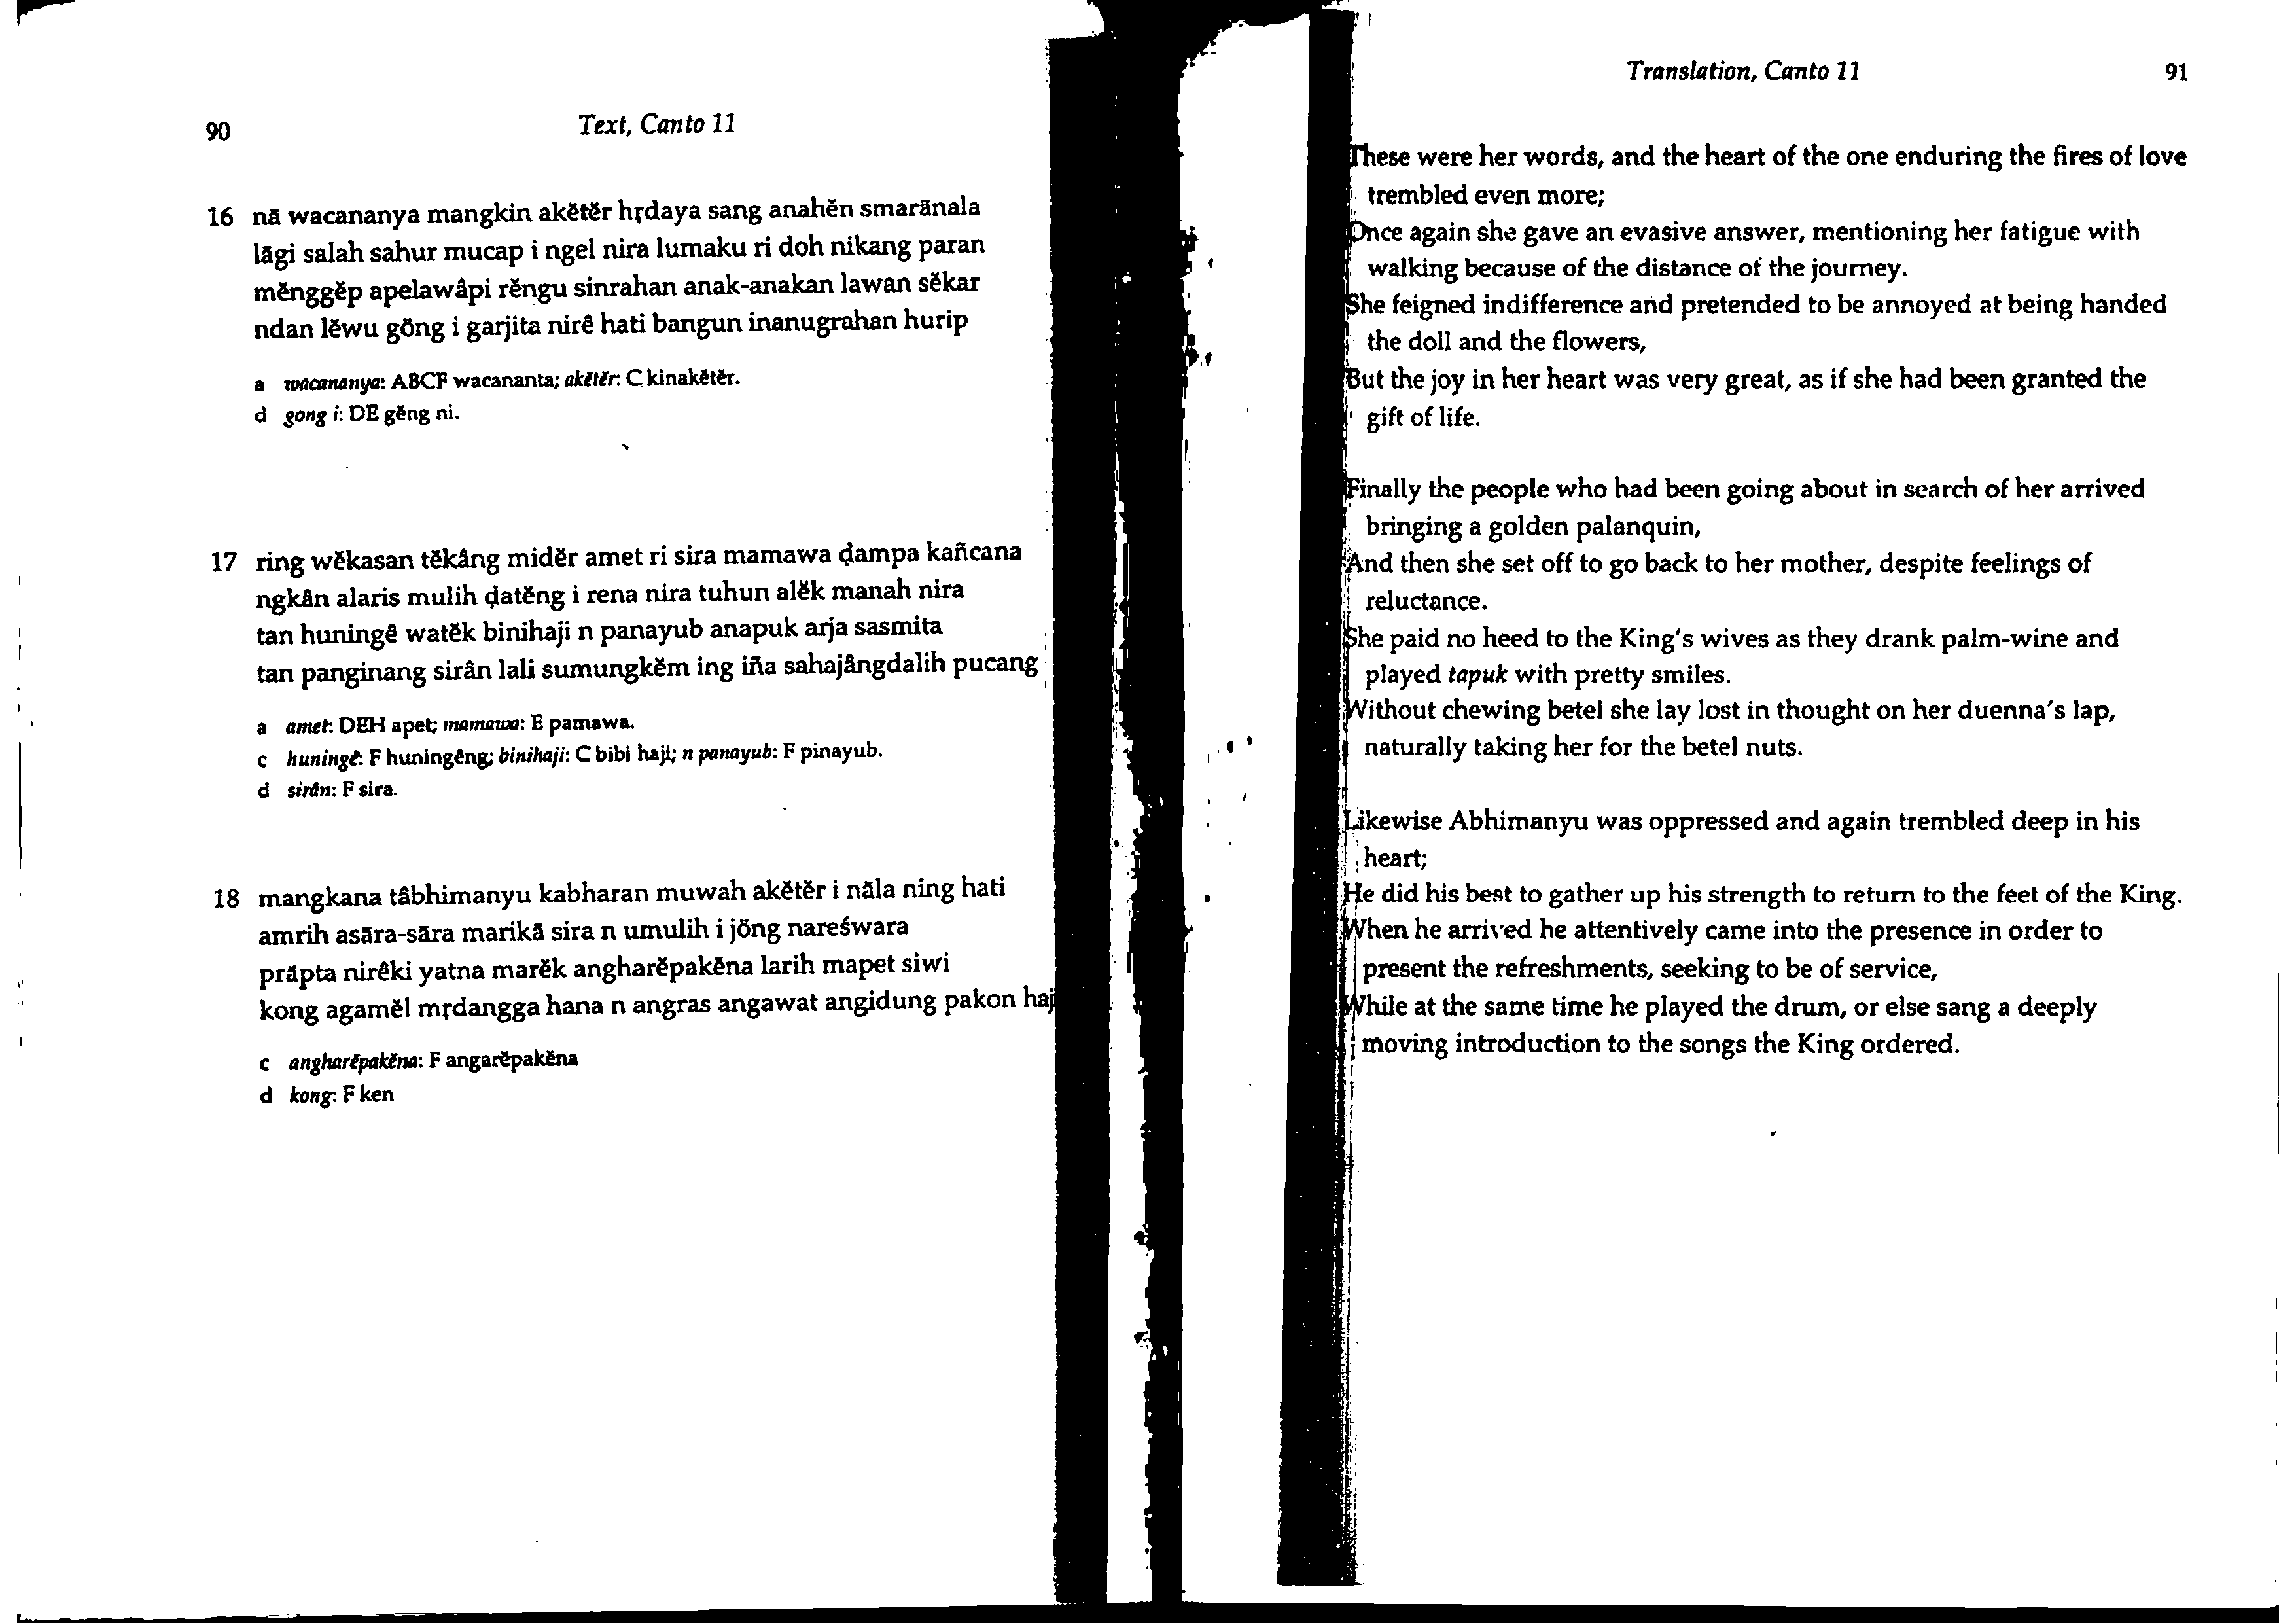 90
Text, Canto 11
16 nā wacananya mangkin akĕtĕr hṛdaya sang anahĕn smarānala
lāgi salah sahur mucap i ngel nira lumaku ri doh nikang paran
mĕnggĕp apelawâpi rĕngu sinrahan anak-anakan lawan sĕkar
ndan lĕwu göng i garjita nirê hati bangun inanugrahan hurip
a wacananya: ABCF wacananta; akĕtĕr: C kinakĕtĕr.
d gong i: DE gĕng ni.
17 ring wĕkasan tĕkâng midĕr amet ri sira mamawa ḍampa kañcana
ngkân alaris mulih ḍatĕng i rena nira tuhun alĕk manah nira
tan huningê watĕk binihaji n panayub anapuk arja sasmita
tan panginang sirân lali sumungkĕm ing iña sahajângdalih pucang
a amet: DEH apet; mamawa: E pamawa.
c huningê: F huningêng; binihaji: C bibi haji; n panayub: F pinayub.
d sirân: F sira.
18 mangkana tâbhimanyu kabharan muwah akĕtĕr i nāla ning hati
amrih asāra-sāra marikā sira n umulih i jöng nareśwara
prāpta nirêki yatna marĕk angharĕpakĕna larih mapet siwi
kong agamĕl mṛdangga hana n angras angawat angidung pakon haj
c angharĕpakĕna: F angarĕpakĕna
d kong: F ken
Translation, Canto 11
91
These were her words, and the heart of the one enduring the fires of love
trembled even more;
Once again she gave an evasive answer, mentioning her fatigue with
walking because of the distance of the journey.
She feigned indifference and pretended to be annoyed at being handed
the doll and the flowers,
But the joy in her heart was very great, as if she had been granted the
gift of life.
Finally the people who had been going about in search of her arrived
bringing a golden palanquin,
And then she set off to go back to her mother, despite feelings of
reluctance.
She paid no heed to the King's wives as they drank palm-wine and
played tapuk with pretty smiles.
Without chewing betel she lay lost in thought on her duenna's lap,
naturally taking her for the betel nuts.
Likewise Abhimanyu was oppressed and again trembled deep in his
heart;
He did his best to gather up his strength to return to the feet of the King.
When he arrived he attentively came into the presence in order to
present the refreshments, seeking to be of service,
While at the same time he played the drum, or else sang a deeply
moving introduction to the songs the King ordered.